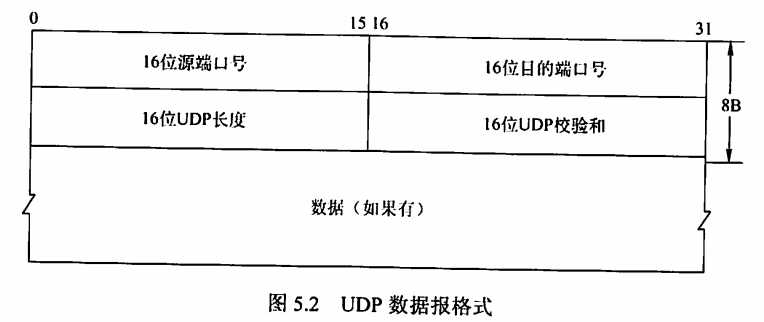 0 15 16 31
16位源端口号 16位目的端口号
8B
16位UDP长度 16位UDP校验和
数据（如果有）
图 5.2 UDP 数据报格式